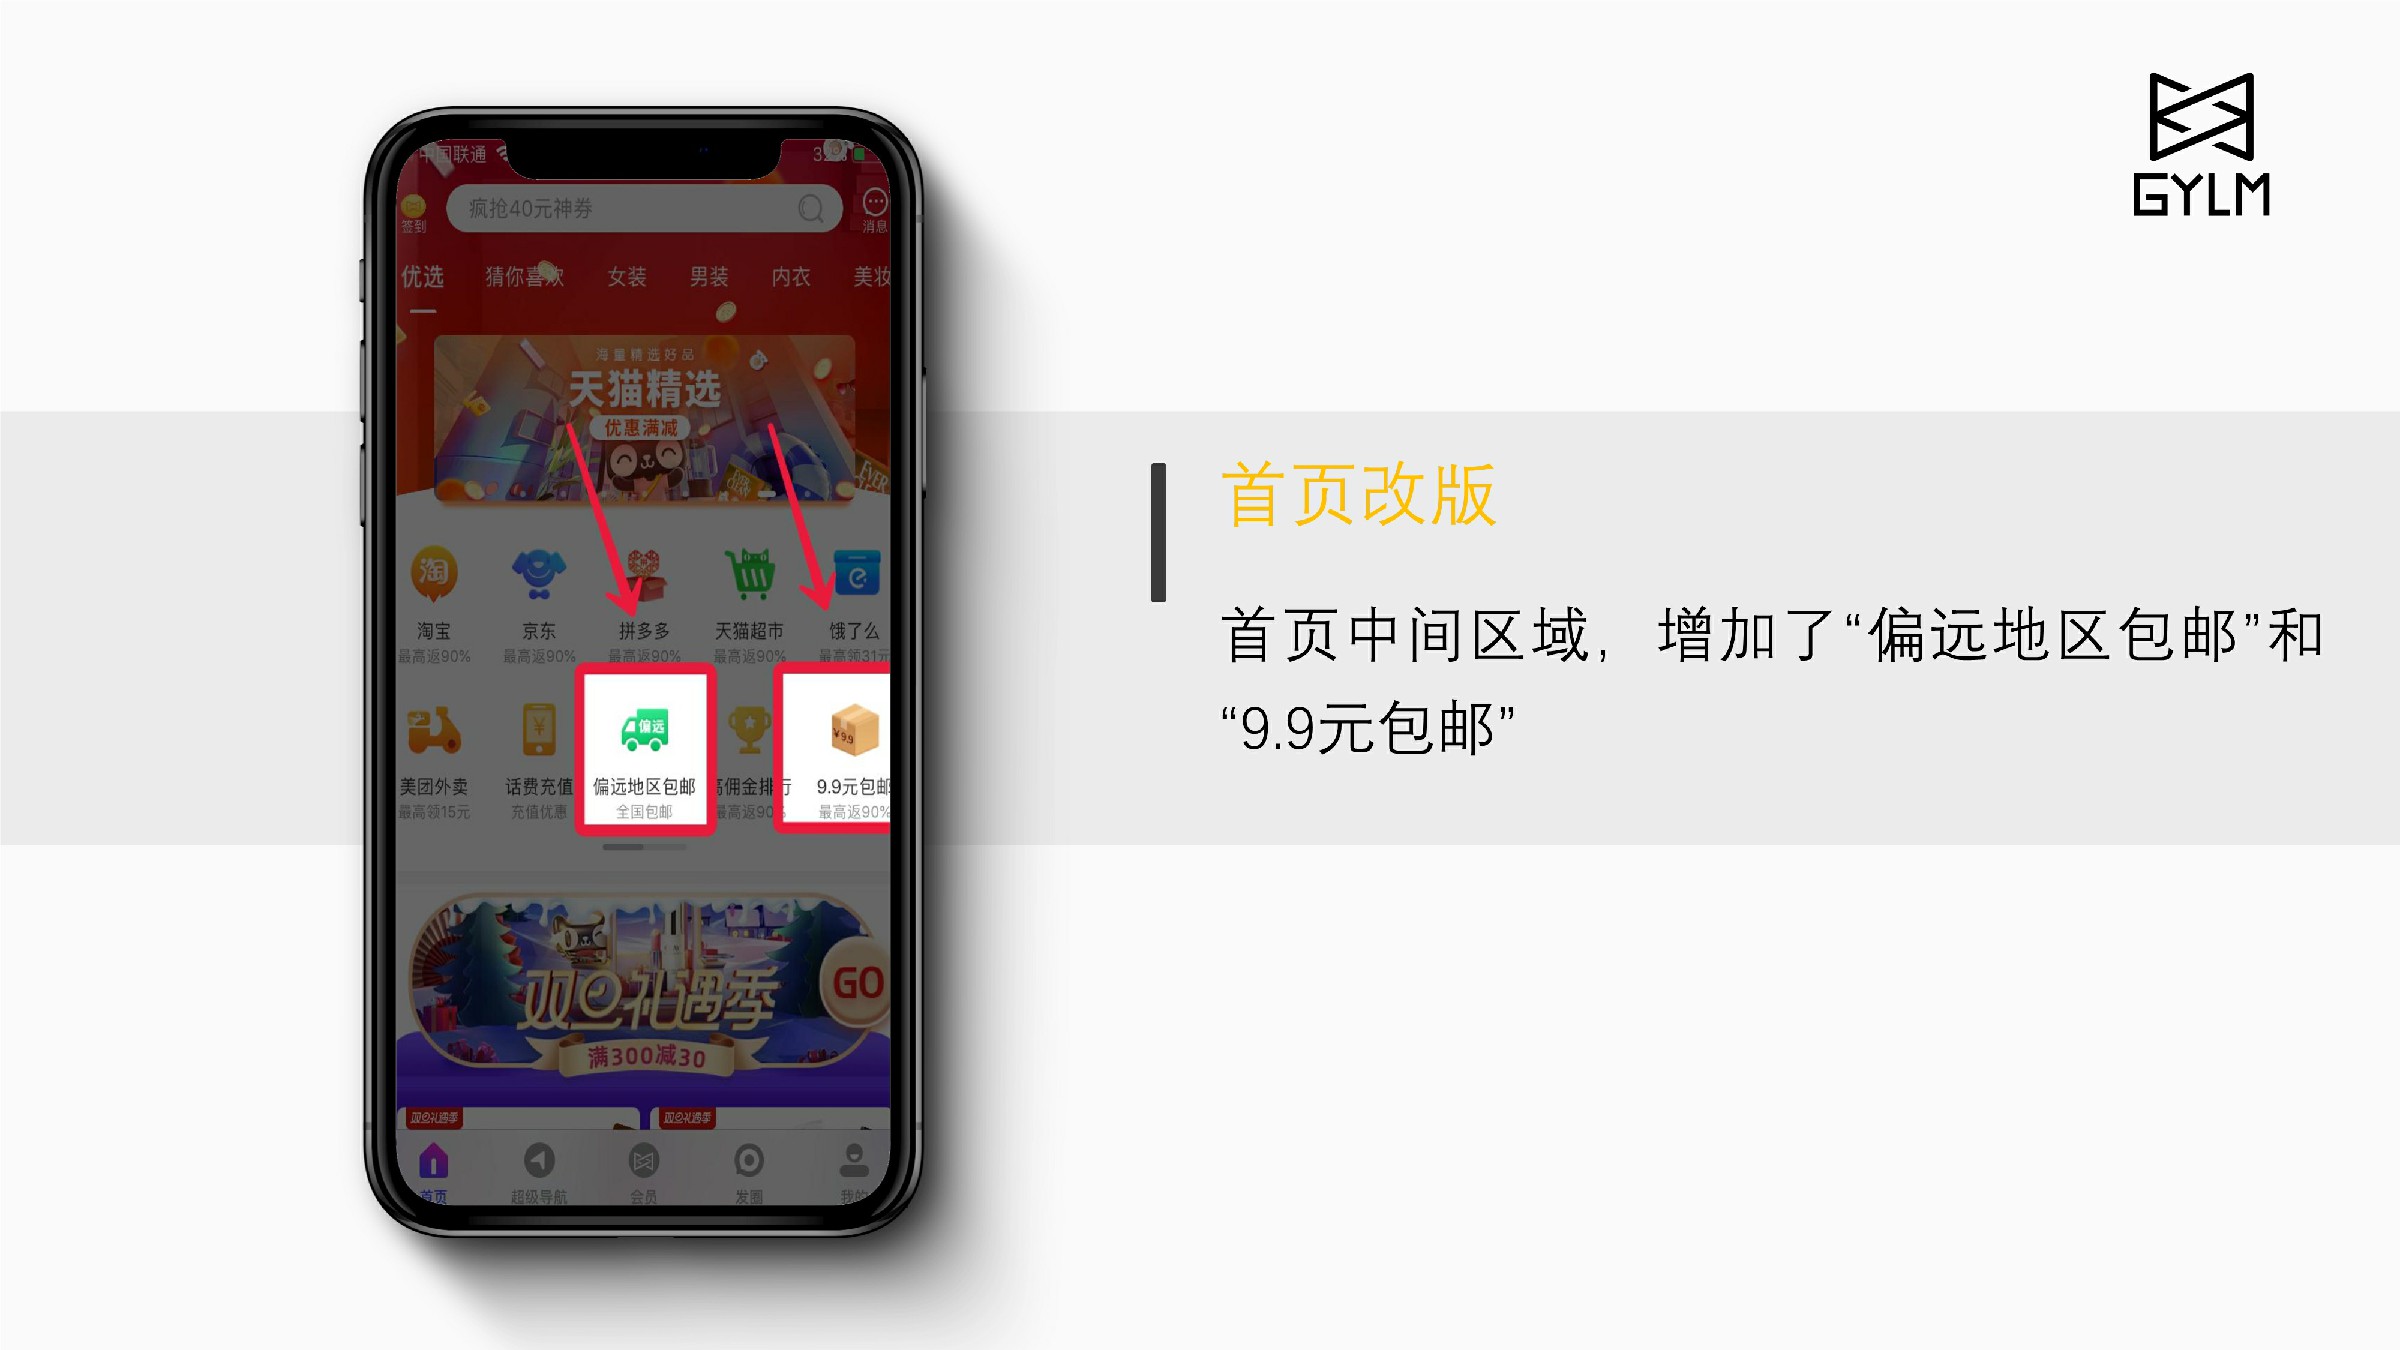 GYLM
中国联通
签到
疯抢40元神券
消息
优选 猜你喜欢 女装 男装 内衣 美妆
海量精选好品
天猫精选
优惠满减
EVER
淘
淘宝 京东 拼多多 天猫超市 饿了么
最高返90% 最高返90% 最高返90% 最高返90% 最高领31元
偏远
¥9.9
美团外卖 话费充值 偏远地区包邮 高佣金排行 9.9元包邮
最高领15元 充值优惠 全国包邮 最高返90% 最高返90%
双旦礼遇季
GO
满300减30
双旦礼遇季 双旦礼遇季
首页 超级导航 会员 发圈 我的
首页改版
首页中间区域，增加了“偏远地区包邮”和
“9.9元包邮”